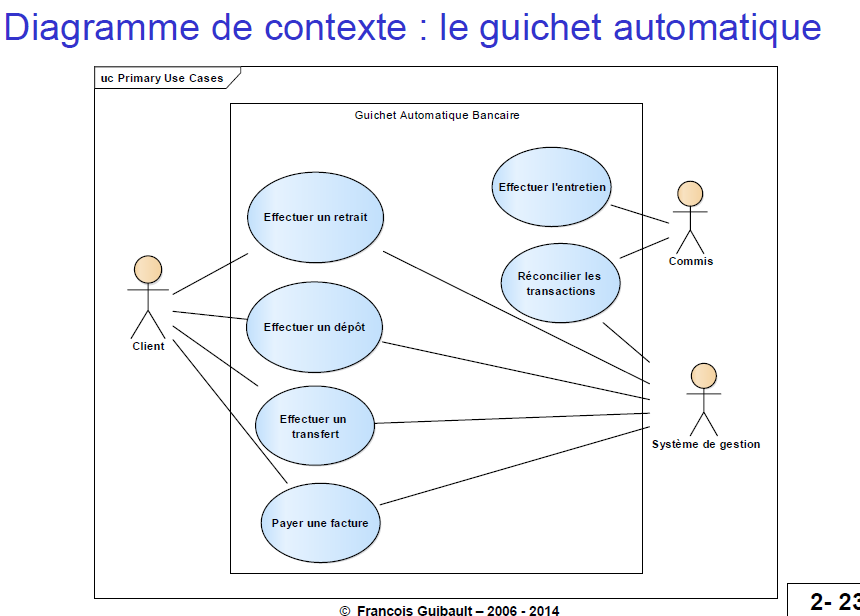 Diagramme de contexte : le guichet automatique
uc Primary Use Cases
Guichet Automatique Bancaire
Effectuer l'entretien
Effectuer un retrait
Commis
Réconcilier les
transactions
Effectuer un dépôt
Client
Effectuer un
transfert
Système de gestion
Payer une facture
© François Guibault – 2006 - 2014
2- 23